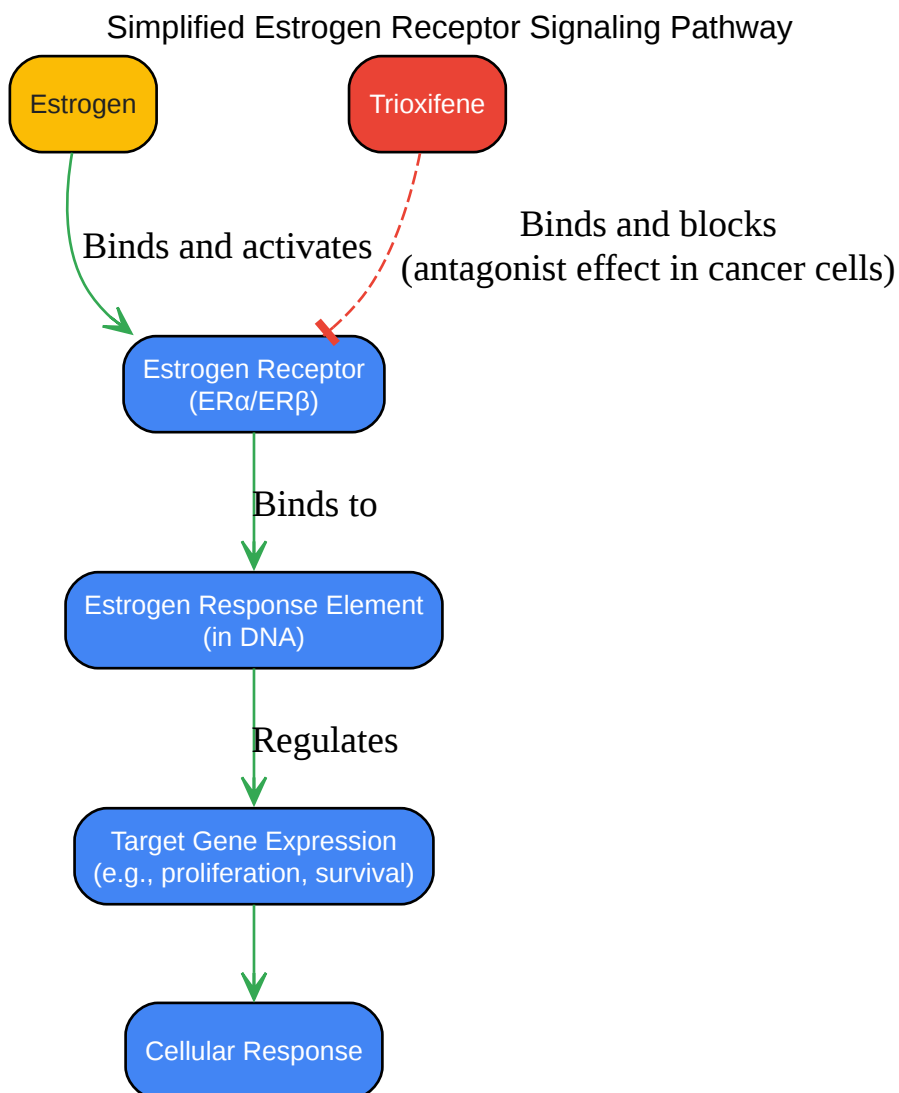 Simplified Estrogen Receptor Signaling Pathway
Estrogen
Trioxifene
Binds and activates
Binds and blocks
(antagonist effect in cancer cells)
Estrogen Receptor
(ERα/ERβ)
Binds to
Estrogen Response Element
(in DNA)
Regulates
Target Gene Expression
(e.g., proliferation, survival)
Cellular Response